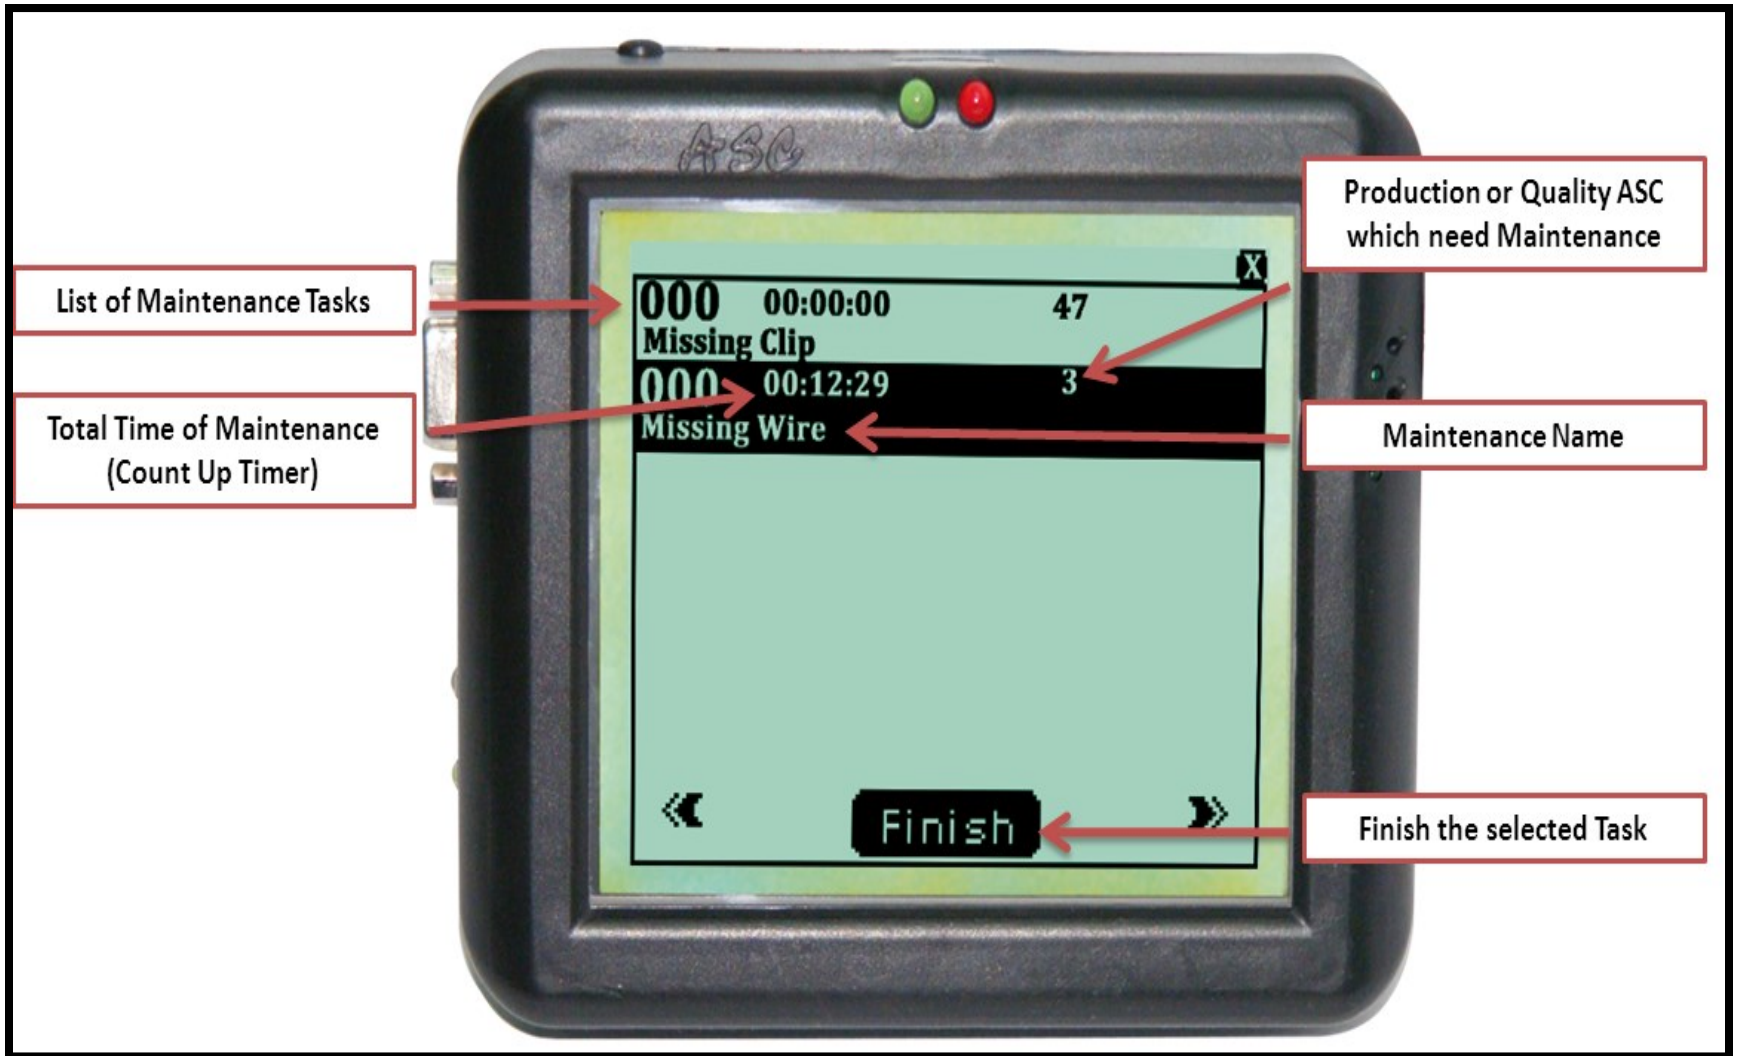 ASC
Production or Quality ASC
which need Maintenance
X
List of Maintenance Tasks
000 00:00:00 47
Missing Clip
000 00:12:29 3
Missing Wire
Total Time of Maintenance
(Count Up Timer)
Maintenance Name
Finish
Finish the selected Task